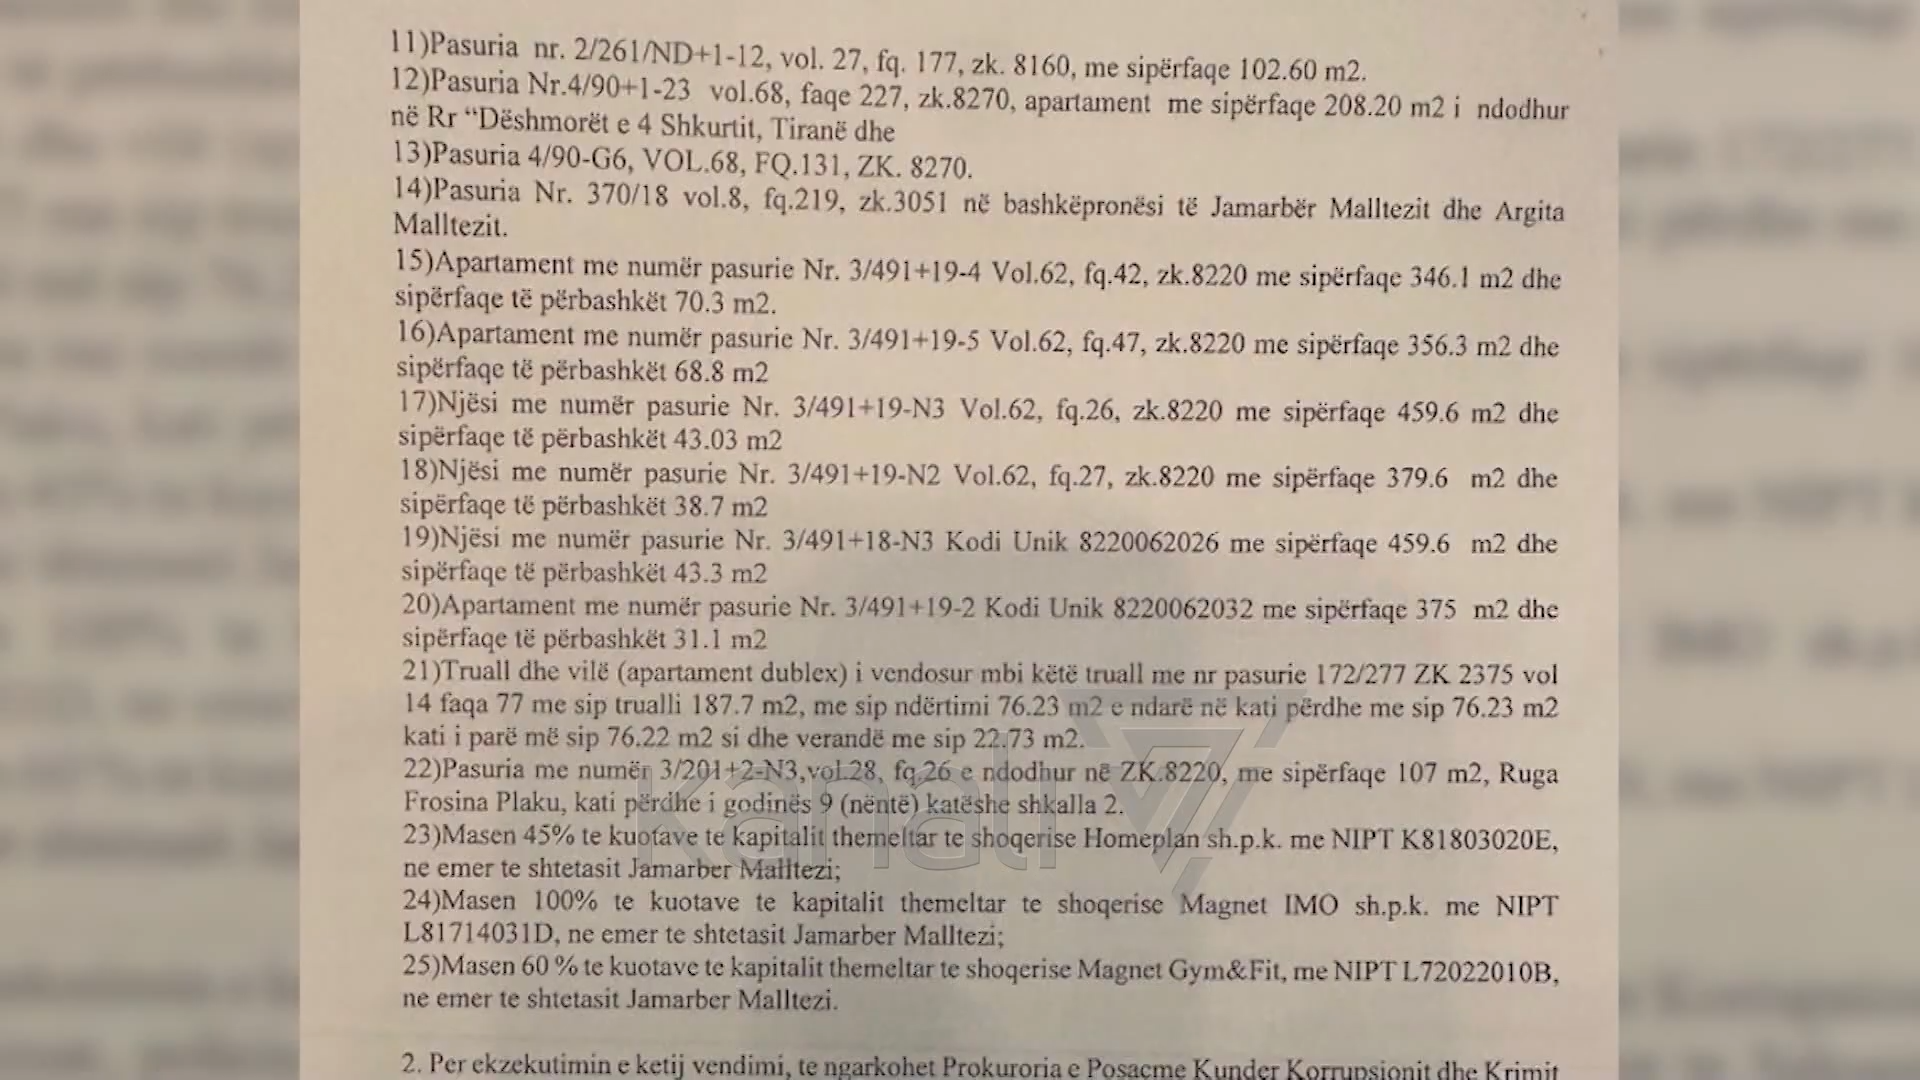 11)Pasuria nr. 2/261/ND+1-12, vol. 27, fq. 177, zk. 8160, me sipërfaqe 102.60 m2.
12)Pasuria Nr.4/90+1-23 vol.68, faqe 227, zk.8270, apartament me sipërfaqe 208.20 m2 i ndodhur
në Rr “Dëshmorët e 4 Shkurtit, Tiranë dhe
13)Pasuria 4/90-G6, VOL.68, FQ.131, ZK. 8270.
14)Pasuria Nr. 370/18 vol.8, fq.219, zk.3051 në bashkëpronësi të Jamarbër Malltezit dhe Argita
Malltezit.
15)Apartament me numër pasurie Nr. 3/491+19-4 Vol.62, fq.42, zk.8220 me sipërfaqe 346.1 m2 dhe
sipërfaqe të përbashkët 70.3 m2.
16)Apartament me numër pasurie Nr. 3/491+19-5 Vol.62, fq.47, zk.8220 me sipërfaqe 356.3 m2 dhe
sipërfaqe të përbashkët 68.8 m2
17)Njësi me numër pasurie Nr. 3/491+19-N3 Vol.62, fq.26, zk.8220 me sipërfaqe 459.6 m2 dhe
sipërfaqe të përbashkët 43.03 m2
18)Njësi me numër pasurie Nr. 3/491+19-N2 Vol.62, fq.27, zk.8220 me sipërfaqe 379.6 m2 dhe
sipërfaqe të përbashkët 38.7 m2
19)Njësi me numër pasurie Nr. 3/491+18-N3 Kodi Unik 8220062026 me sipërfaqe 459.6 m2 dhe
sipërfaqe të përbashkët 43.3 m2
20)Apartament me numër pasurie Nr. 3/491+19-2 Kodi Unik 8220062032 me sipërfaqe 375 m2 dhe
sipërfaqe të përbashkët 31.1 m2
21)Truall dhe vilë (apartament dublex) i vendosur mbi këtë truall me nr pasurie 172/277 ZK 2375 vol
14 faqa 77 me sip trualli 187.7 m2, me sip ndërtimi 76.23 m2 e ndarë në kati përdhe me sip 76.23 m2
kati i parë më sip 76.22 m2 si dhe verandë me sip 22.73 m2.
22)Pasuria me numër 3/201+2-N3,vol.28, fq.26 e ndodhur në ZK.8220, me sipërfaqe 107 m2, Ruga
Frosina Plaku, kati përdhe i godinës 9 (nëntë) katëshe shkalla 2.
23)Masen 45% te kuotave te kapitalit themeltar te shoqerise Homeplan sh.p.k. me NIPT K81803020E,
ne emer te shtetasit Jamarber Malltezi;
24)Masen 100% te kuotave te kapitalit themeltar te shoqerise Magnet IMO sh.p.k. me NIPT
L81714031D, ne emer te shtetasit Jamarber Malltezi;
25)Masen 60 % te kuotave te kapitalit themeltar te shoqerise Magnet Gym&Fit, me NIPT L72022010B,
ne emer te shtetasit Jamarber Malltezi.
2. Per ekzekutimin e ketij vendimi, te ngarkohet Prokuroria e Posaçme Kunder Korrupsionit dhe Krimit
kanali 7